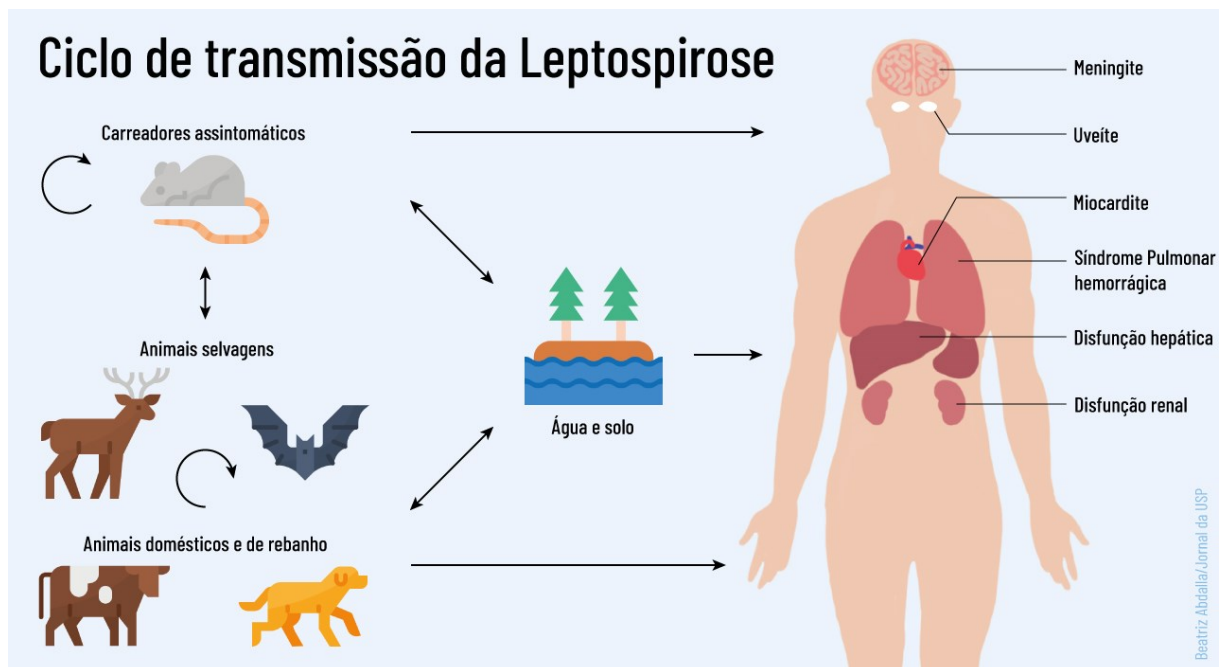 Ciclo de transmissão da Leptospirose
Carreadores assintomáticos
Animais selvagens
Animais domésticos e de rebanho
Água e solo
Meningite
Uveíte
Miocardite
Síndrome Pulmonar
hemorrágica
Disfunção hepática
Disfunção renal
Beatriz Abdalla/Jornal da USP